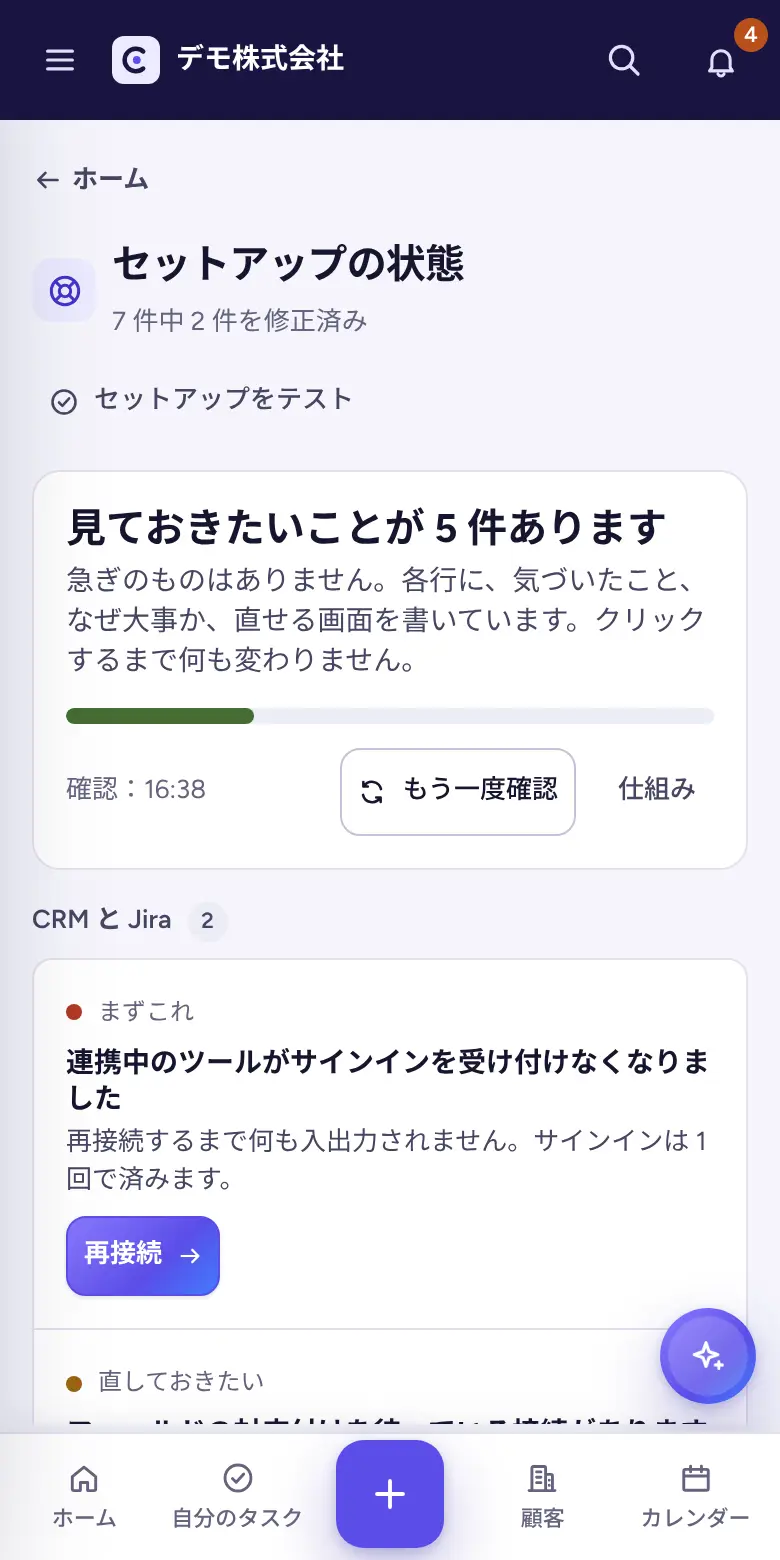 デモ株式会社
4
ホーム
セットアップの状態
7 件中 2 件を修正済み
セットアップをテスト
見ておきたいことが 5 件あります
急ぎのものはありません。各行に、気づいたこと、
なぜ大事か、直せる画面を書いています。クリック
するまで何も変わりません。
確認：16:38
もう一度確認
仕組み
CRM と Jira 2
まずこれ
連携中のツールがサインインを受け付けなくなりま
した
再接続するまで何も入出力されません。サインインは 1
回で済みます。
再接続
直しておきたい
ホーム
自分のタスク
顧客
カレンダー